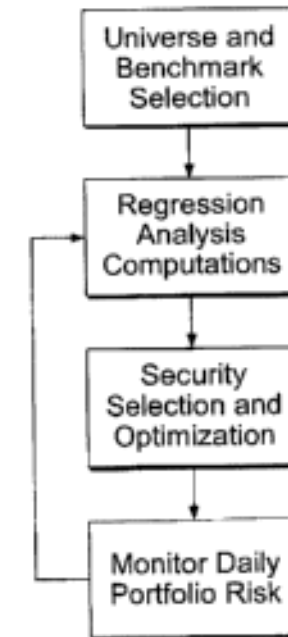 Universe and
Benchmark
Selection
Regression
Analysis
Computations
Security
Selection and
Optimization
Monitor Daily
Portfolio Risk